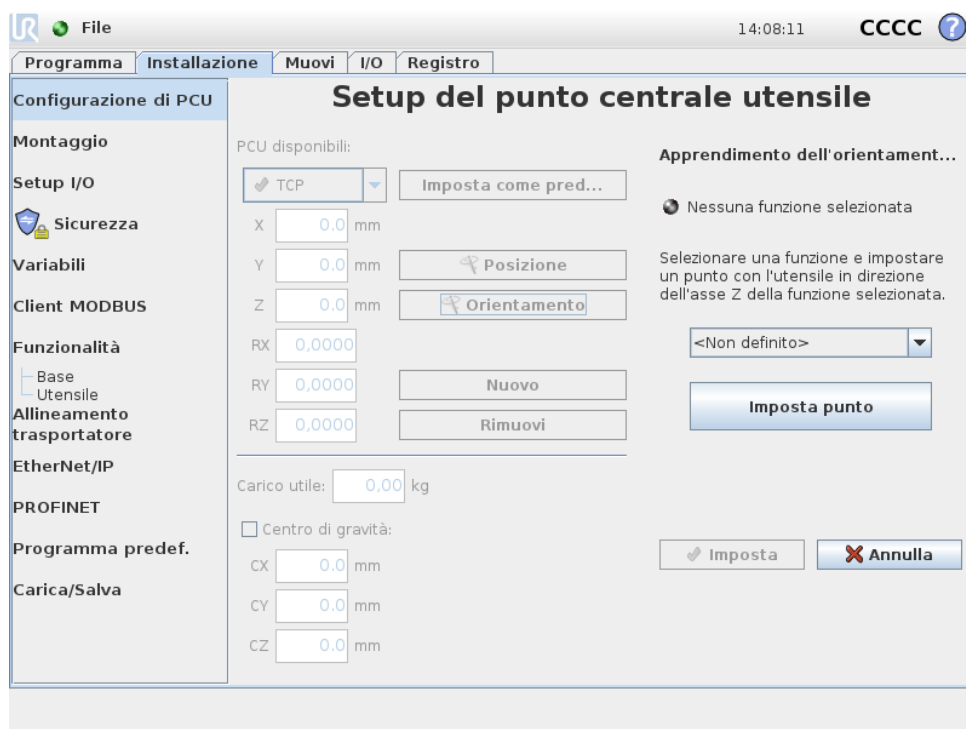 UR File 14:08:11 CCCC ?
Programma Installazione Muovi I/O Registro
Configurazione di PCU
Montaggio
Setup I/O
Sicurezza
Variabili
Client MODBUS
Funzionalità
Base
Utensile
Allineamento
trasportatore
EtherNet/IP
PROFINET
Programma predef.
Carica/Salva
Setup del punto centrale utensile
PCU disponibili:
TCP Imposta come pred...
X 0.0 mm
Y 0.0 mm Posizione
Z 0.0 mm Orientamento
RX 0,0000
RY 0,0000 Nuovo
RZ 0,0000 Rimuovi
Carico utile: 0,00 kg
Centro di gravità:
CX 0.0 mm
CY 0.0 mm
CZ 0.0 mm
Apprendimento dell'orientament...
Nessuna funzione selezionata
Selezionare una funzione e impostare
un punto con l'utensile in direzione
dell'asse Z della funzione selezionata.
<Non definito>
Imposta punto
Imposta Annulla